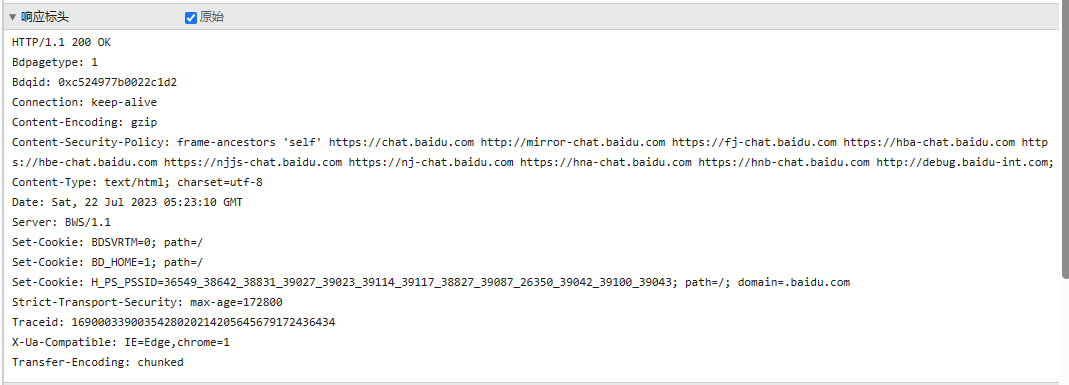 响应标头 原始
HTTP/1.1 200 OK
Bdpagetype: 1
Bdqid: 0xc524977b0022c1d2
Connection: keep-alive
Content-Encoding: gzip
Content-Security-Policy: frame-ancestors 'self' https://chat.baidu.com http://mirror-chat.baidu.com https://fj-chat.baidu.com https://hba-chat.baidu.com http
s://hbe-chat.baidu.com https://njjs-chat.baidu.com https://nj-chat.baidu.com https://hna-chat.baidu.com https://hnb-chat.baidu.com http://debug.baidu-int.com;
Content-Type: text/html; charset=utf-8
Date: Sat, 22 Jul 2023 05:23:10 GMT
Server: BWS/1.1
Set-Cookie: BDSVRTM=0; path=/
Set-Cookie: BD_HOME=1; path=/
Set-Cookie: H_PS_PSSID=36549_38642_38831_39027_39023_39114_39117_38827_39087_26350_39042_39100_39043; path=/; domain=.baidu.com
Strict-Transport-Security: max-age=172800
Traceid: 1690003390035428020214205645679172436434
X-Ua-Compatible: IE=Edge,chrome=1
Transfer-Encoding: chunked